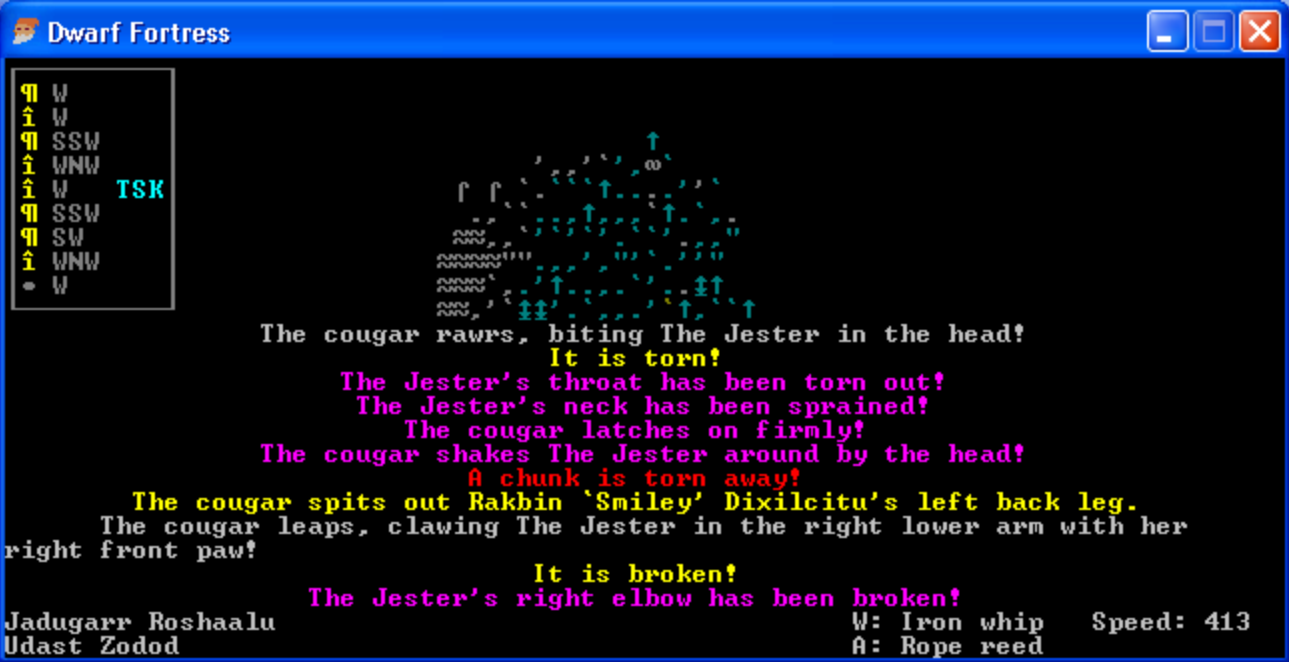 Dwarf Fortress
¶ W
î W
¶ SSW
î WNW
î W TSK
¶ SSW
¶ SW
î WNW
• W
The cougar rawrs, biting The Jester in the head!
It is torn!
The Jester's throat has been torn out!
The Jester's neck has been sprained!
The cougar latches on firmly!
The cougar shakes The Jester around by the head!
A chunk is torn away!
The cougar spits out Rakbin `Smiley' Dixilcitu's left back leg.
The cougar leaps, clawing The Jester in the right lower arm with her
right front paw!
It is broken!
The Jester's right elbow has been broken!
Jadugarr Roshaalu W: Iron whip Speed: 413
Udast Zodod A: Rope reed